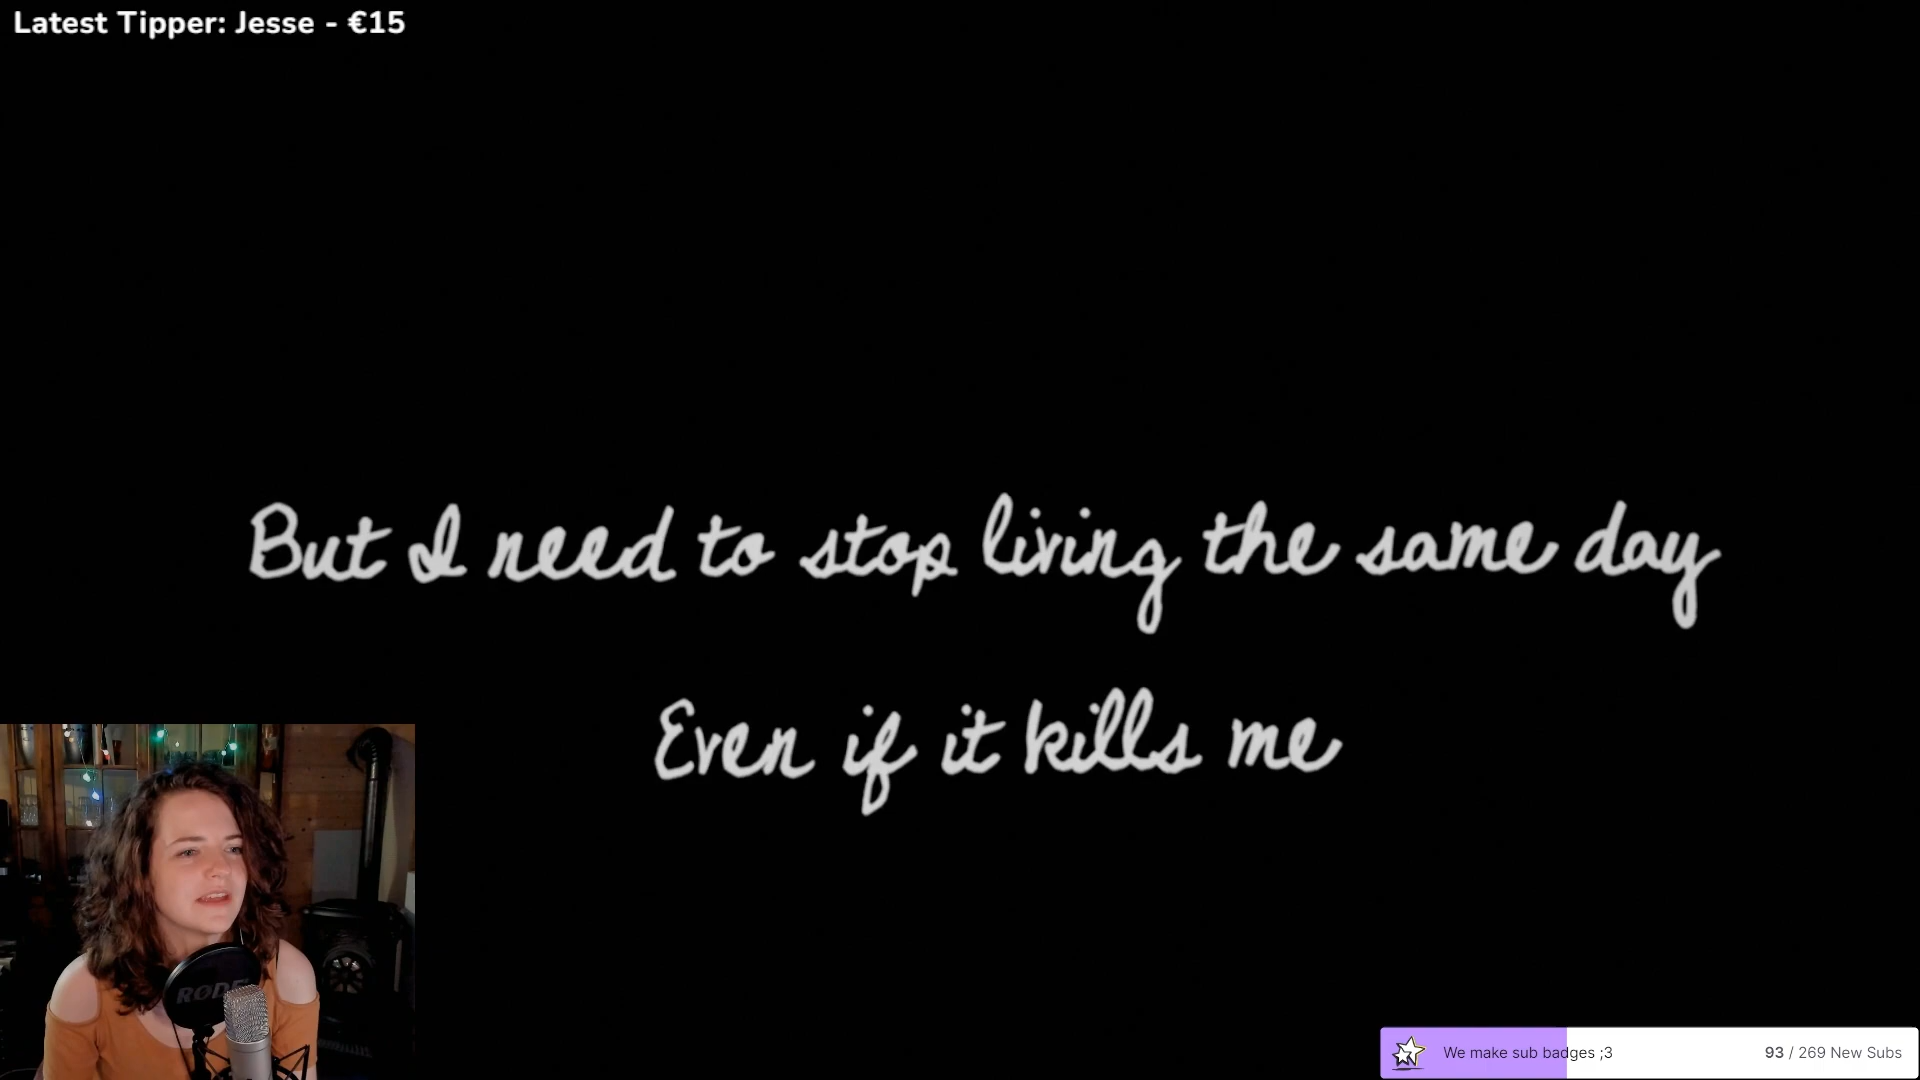 Latest Tipper: Jesse - €15
But I need to stop living the same day
Even if it kills me
RØDE
We make sub badges ;3
93 / 269 New Subs